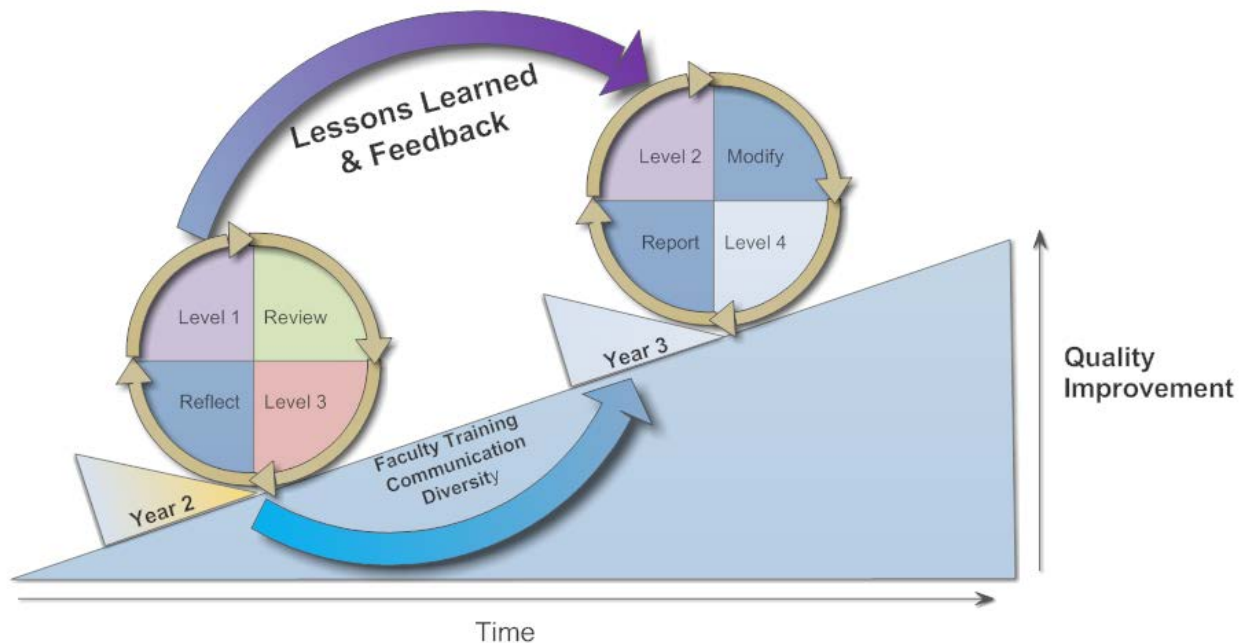 Lessons Learned
& Feedback
Level 2
Modify
Report
Level 4
Level 1
Review
Reflect
Level 3
Year 3
Year 2
Faculty Training
Communication
Diversity
Quality
Improvement
Time